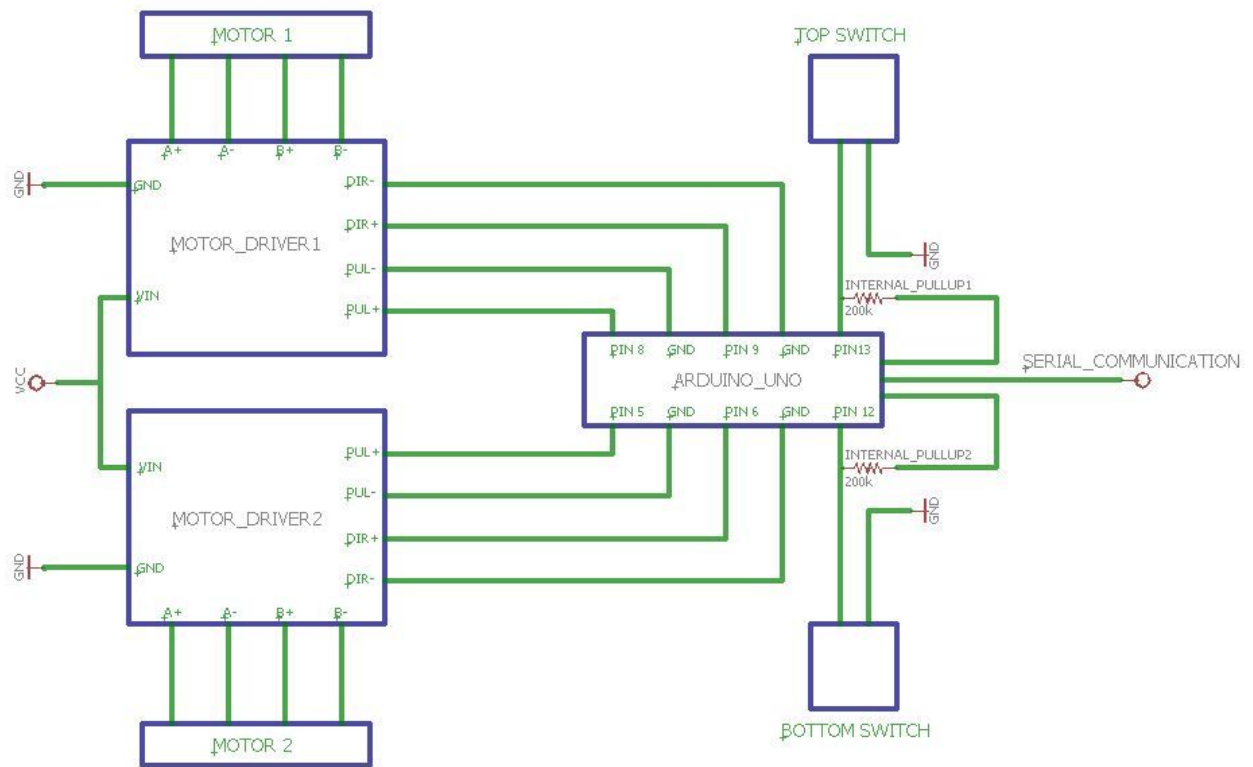 MOTOR 1
TOP SWITCH
A+ A- B+ B-
GND
GND
DIR-
MOTOR_DRIVER1
DIR+
PUL-
VIN
PUL+
GND
INTERNAL_PULLUP1
200k
PIN 8 GND PIN 9 GND PIN13
SERIAL_COMMUNICATION
VCC
ARDUINO_UNO
PIN 5 GND PIN 6 GND PIN 12
VIN
PUL+
INTERNAL_PULLUP2
200k
PUL-
GND
MOTOR_DRIVER2
DIR+
GND
GND
DIR-
A+ A- B+ B-
MOTOR 2
BOTTOM SWITCH